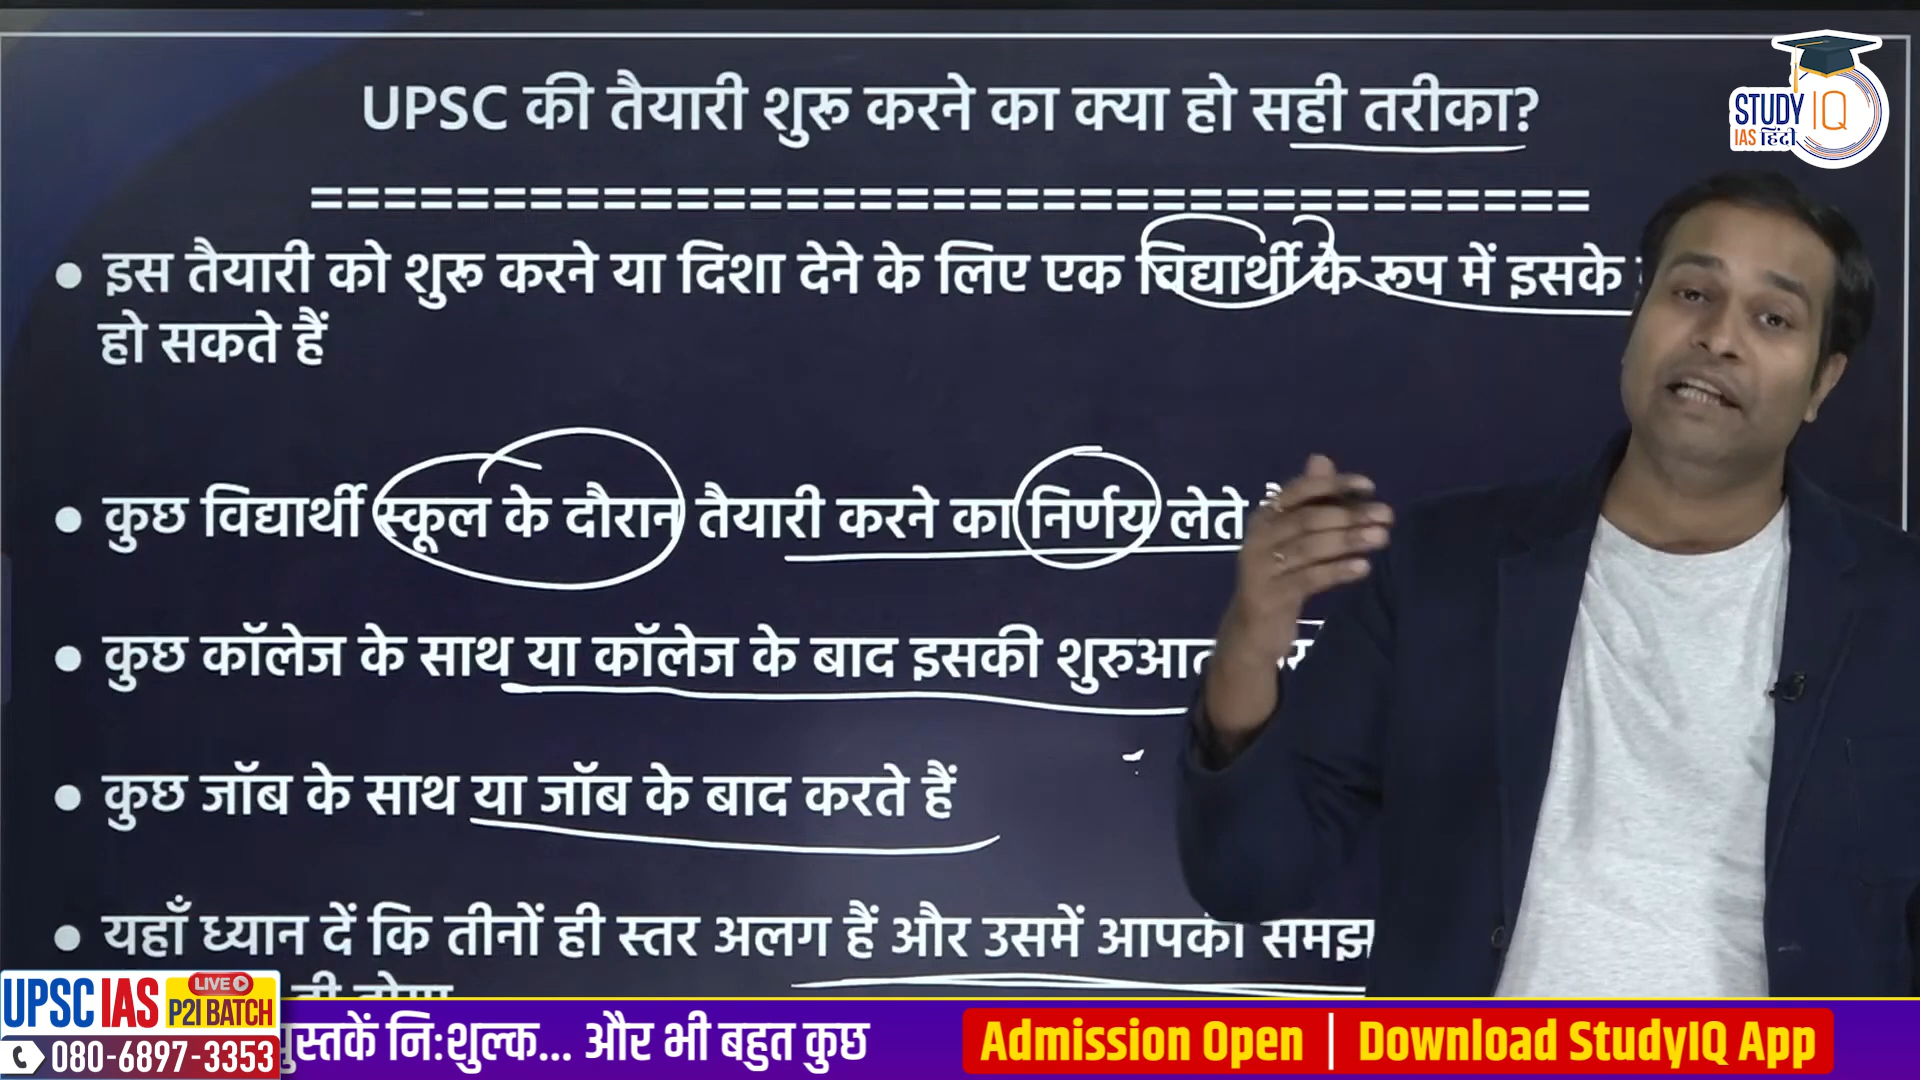 UPSC की तैयारी शुरू करने का क्या हो सही तरीका?
===================================
STUDY IQ
IAS हिंदी
• इस तैयारी को शुरू करने या दिशा देने के लिए एक विद्यार्थी के रूप में इसके
हो सकते हैं
• कुछ विद्यार्थी स्कूल के दौरान तैयारी करने का निर्णय लेते
• कुछ कॉलेज के साथ या कॉलेज के बाद इसकी शुरुआत
• कुछ जॉब के साथ या जॉब के बाद करते हैं
• यहाँ ध्यान दें कि तीनों ही स्तर अलग हैं और उसमें आपको समझ
UPSC IAS LIVE P2I BATCH
080-6897-3353
पुस्तकें नि:शुल्क... और भी बहुत कुछ
Admission Open | Download StudyIQ App